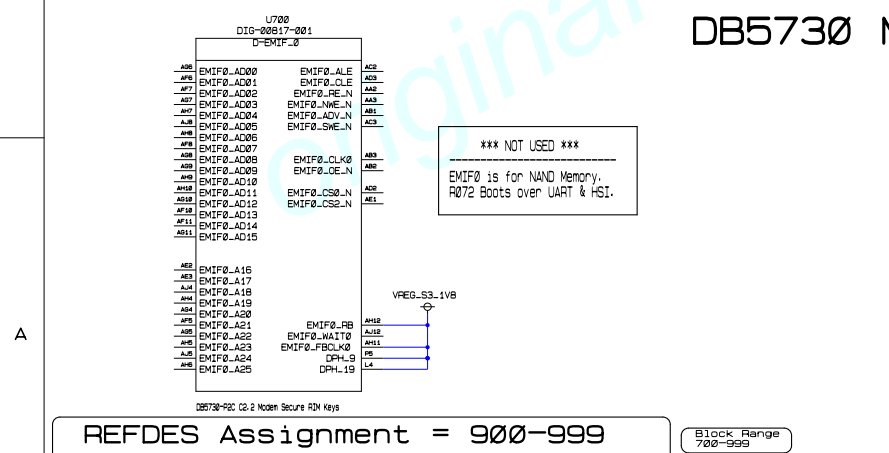 U700
DIG-00817-001
D-EMIF_0
DB5730 N
AG6 EMIF0_AD00 EMIF0_ALE AC2
AF6 EMIF0_AD01 EMIF0_CLE AD3
AF7 EMIF0_AD02 EMIF0_RE_N AA2
AG7 EMIF0_AD03 EMIF0_NWE_N AA3
AH7 EMIF0_AD04 EMIF0_ADV_N AB1
AJ8 EMIF0_AD05 EMIF0_SWE_N AC3
AH8 EMIF0_AD06
AF8 EMIF0_AD07
AG8 EMIF0_AD08 EMIF0_CLK0 AB3
AG9 EMIF0_AD09 EMIF0_OE_N AB2
AH9 EMIF0_AD10
AH10 EMIF0_AD11 EMIF0_CS0_N AD2
AG10 EMIF0_AD12 EMIF0_CS2_N AE1
AF10 EMIF0_AD13
AF11 EMIF0_AD14
AG11 EMIF0_AD15
*** NOT USED ***
EMIF0 is for NAND Memory.
R072 Boots over UART & HSI.
AE2 EMIF0_A16
AE3 EMIF0_A17
AJ4 EMIF0_A18
AH4 EMIF0_A19
AG4 EMIF0_A20
VREG_S3_1V8
AF5 EMIF0_A21 EMIF0_RB AH12
AG5 EMIF0_A22 EMIF0_WAIT0 AJ12
AH5 EMIF0_A23 EMIF0_FBCLK0 AH11
AJ5 EMIF0_A24 DPH_9 P5
AH6 EMIF0_A25 DPH_19 L4
A
DB5730-P2C C2.2 Modem Secure RIM Keys
REFDES Assignment = 900-999
Block Range
700-999
original